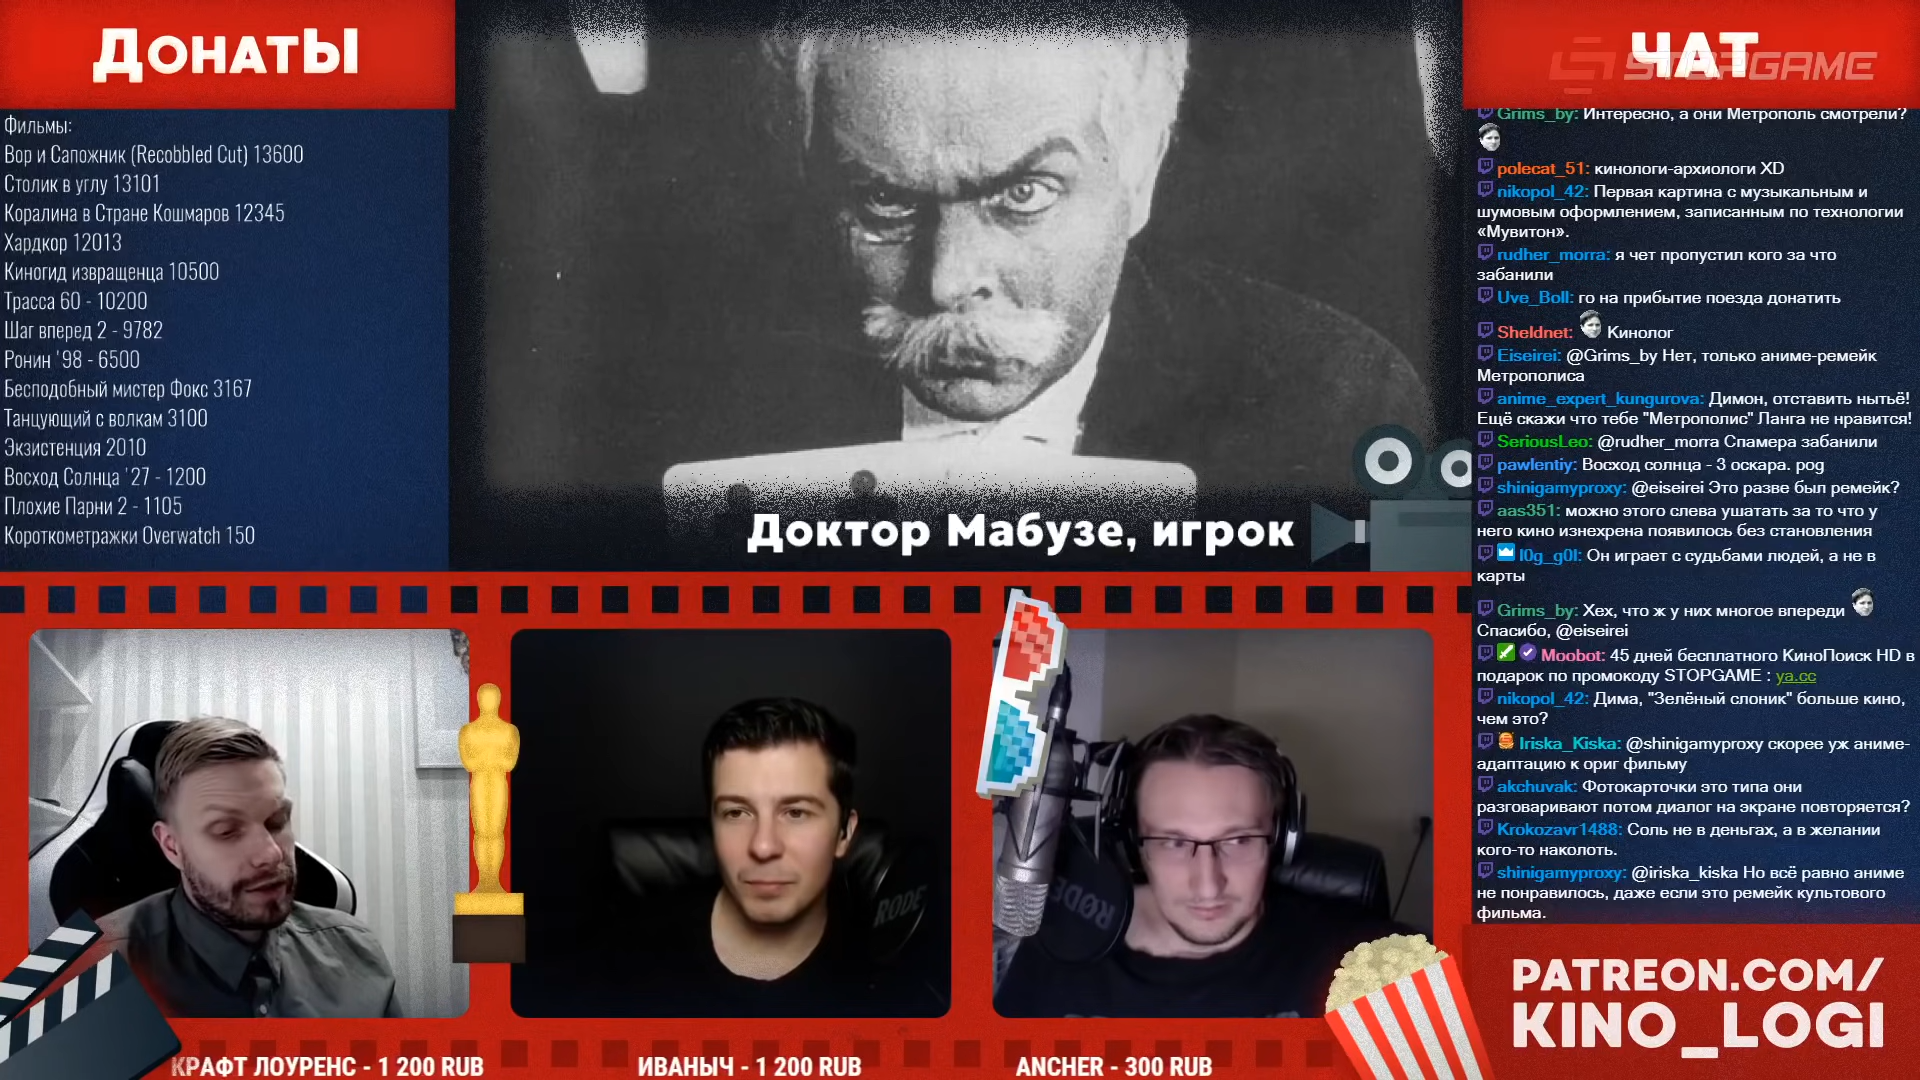 ДОНАТЫ
Фильмы:
Вор и Сапожник (Recobbled Cut) 13600
Столик в углу 13101
Коралина в Стране Кошмаров 12345
Хардкор 12013
Киногид извращенца 10500
Трасса 60 - 10200
Шаг вперед 2 - 9782
Ронин '98 - 6500
Бесподобный мистер Фокс 3167
Танцующий с волкам 3100
Экзистенция 2010
Восход Солнца '27 - 1200
Плохие Парни 2 - 1105
Короткометражки Overwatch 150
Доктор Мабузе, игрок
RODE
RODE
КРАФТ ЛОУРЕНС - 1 200 RUB
ИВАНЫЧ - 1 200 RUB
ANCHER - 300 RUB
ЧАТ
STOPGAME
Grims_by: Интересно, а они Метрополь смотрели?
polecat_51: кинологи-архиологи XD
nikopol_42: Первая картина с музыкальным и
шумовым оформлением, записанным по технологии
«Мувитон».
rudher_morra: я чет пропустил кого за что
забанили
Uve_Boll: го на прибытие поезда донатить
Sheldnet: Кинолог
Eiseirei: @Grims_by Нет, только аниме-ремейк
Метрополиса
anime_expert_kungurova: Димон, отставить нытьё!
Ещё скажи что тебе "Метрополис" Ланга не нравится!
SeriousLeo: @rudher_morra Спамера забанили
pawlentiy: Восход солнца - 3 оскара. pog
shinigamyproxy: @eiseirei Это разве был ремейк?
aas351: можно этого слева ушатать за то что у
него кино изнехрена появилось без становления
l0g_g0l: Он играет с судьбами людей, а не в
карты
Grims_by: Хех, что ж у них многое впереди
Спасибо, @eiseirei
Moobot: 45 дней бесплатного КиноПоиск HD в
подарок по промокоду STOPGAME : ya.cc
nikopol_42: Дима, "Зелёный слоник" больше кино,
чем это?
Iriska_Kiska: @shinigamyproxy скорее уж аниме-
адаптацию к ориг фильму
akchuvak: Фотокарточки это типа они
разговаривают потом диалог на экране повторяется?
Krokozavr1488: Соль не в деньгах, а в желании
кого-то наколоть.
shinigamyproxy: @iriska_kiska Но всё равно аниме
не понравилось, даже если это ремейк культового
фильма.
PATREON.COM/
KINO_LOGI